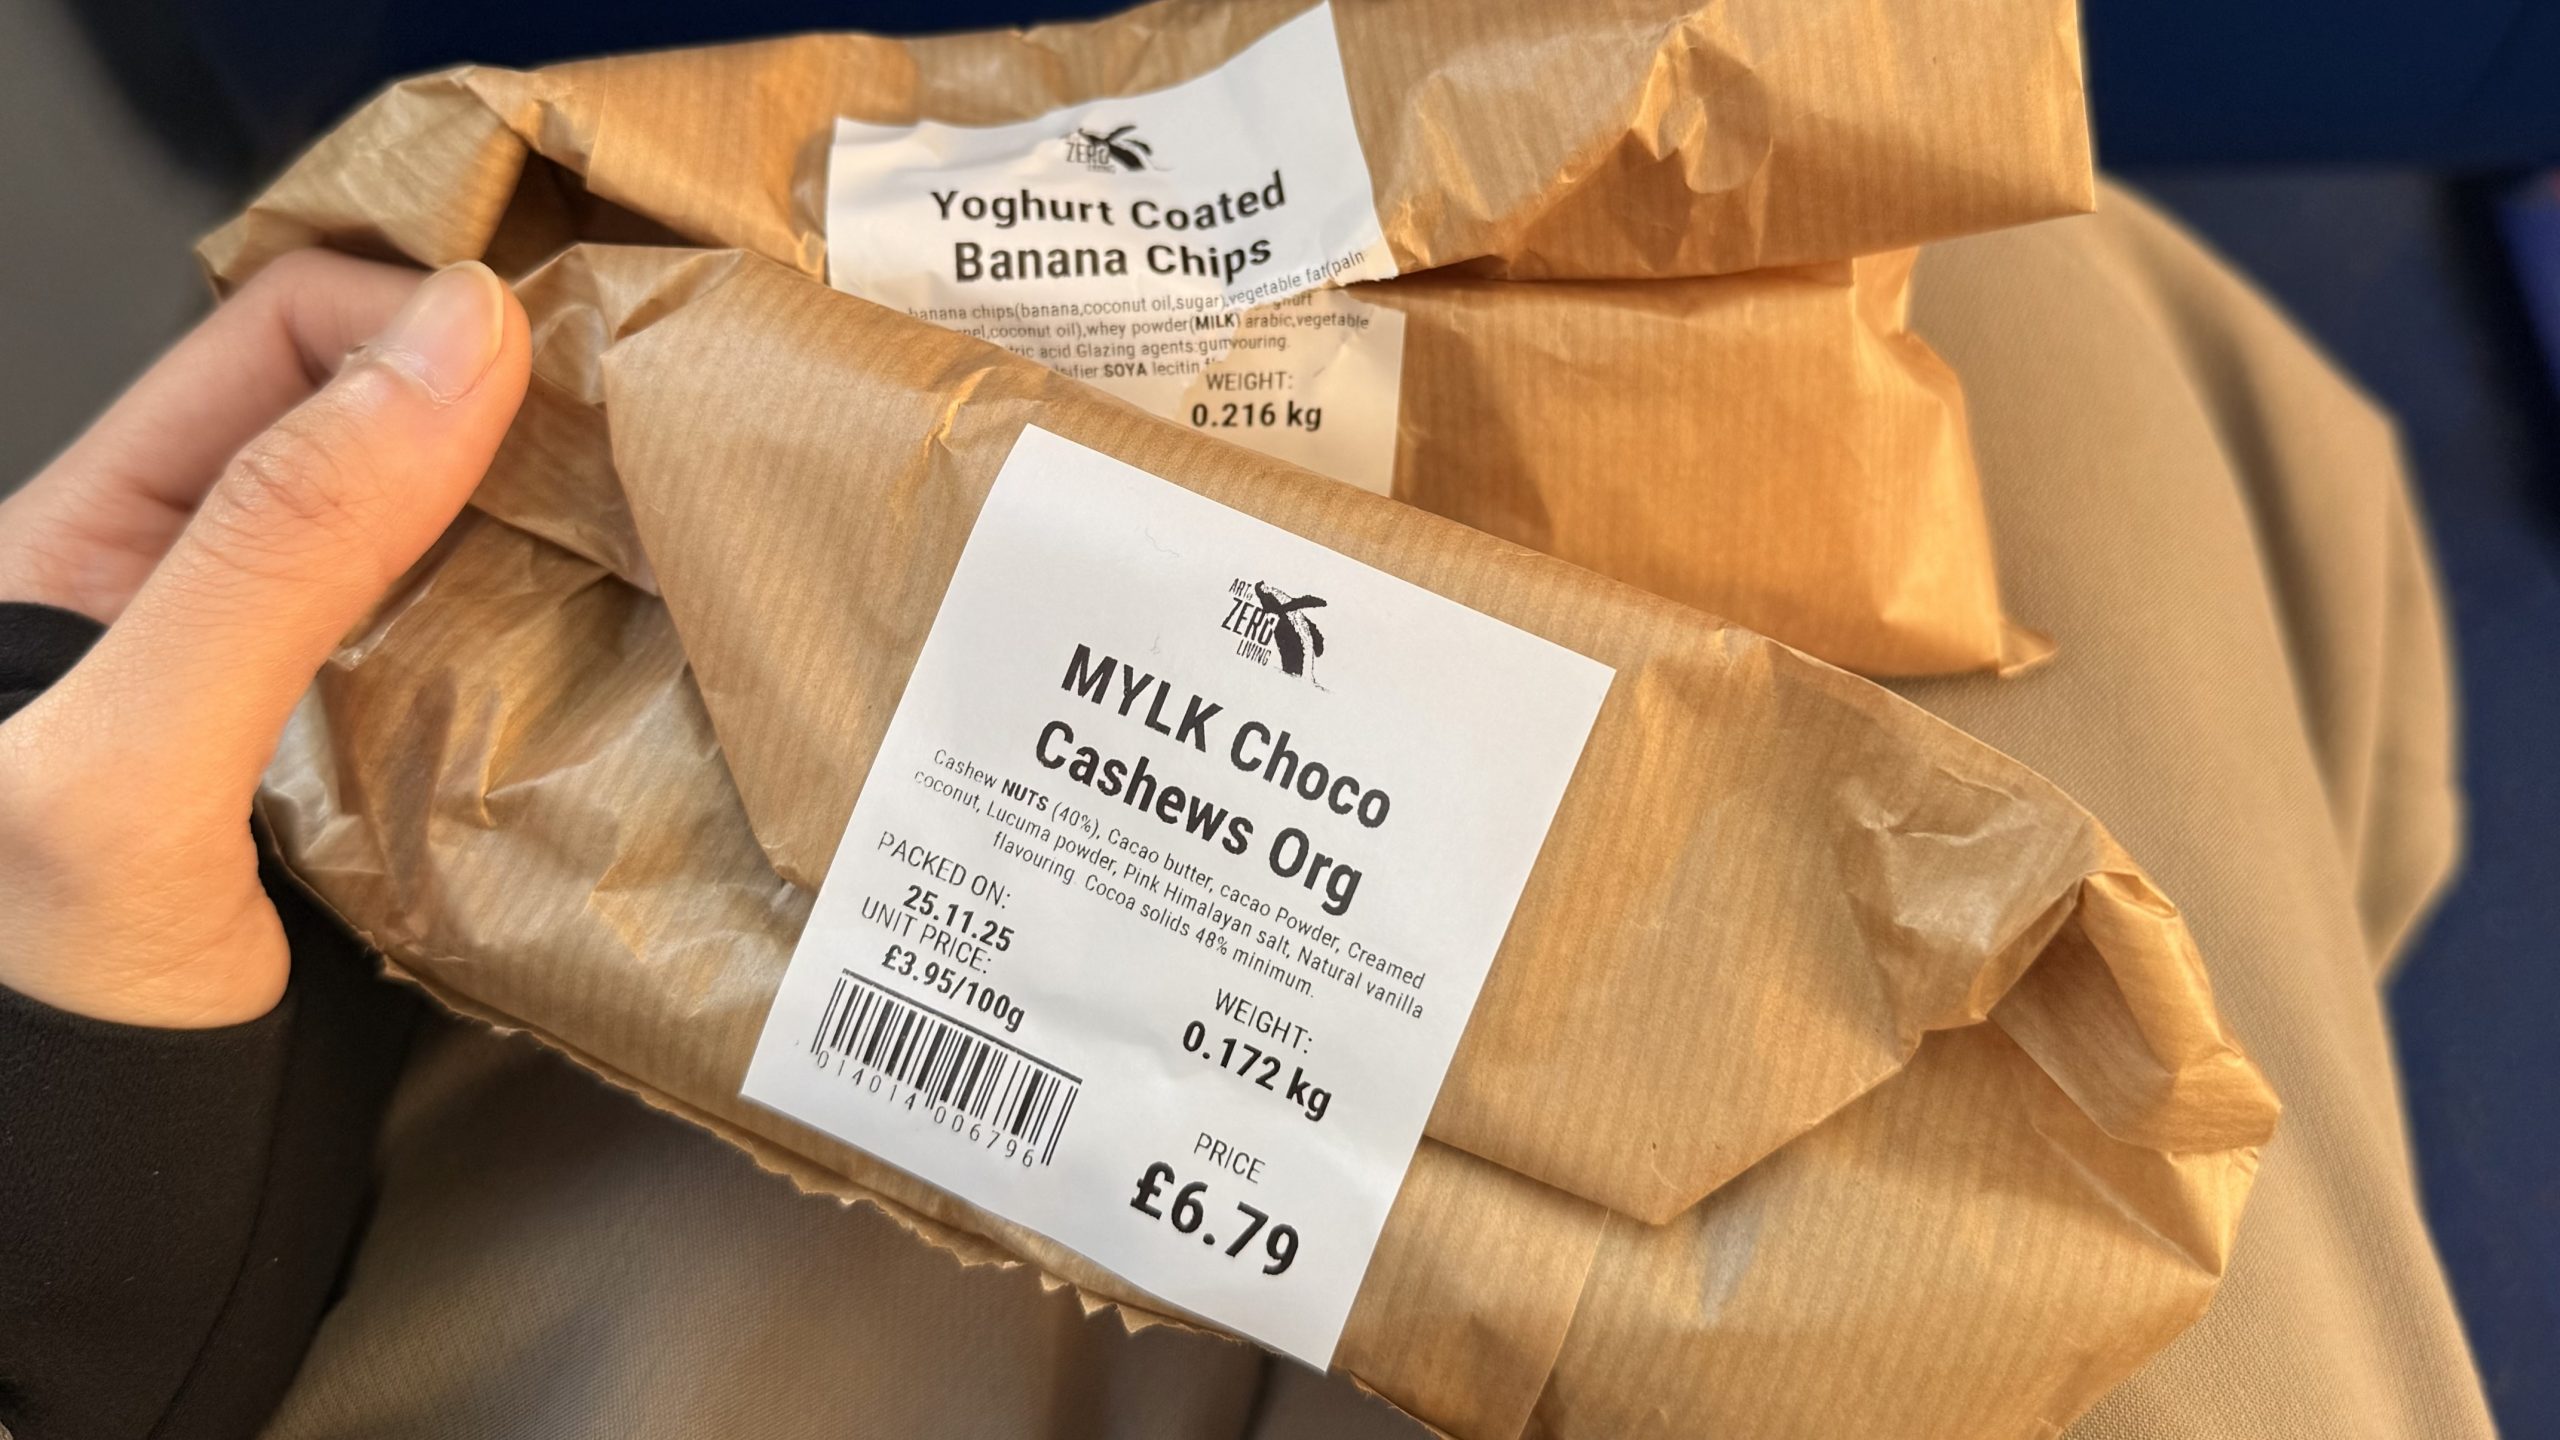 ZERO
LIVING
Yoghurt Coated
Banana Chips
banana chips(banana,coconut oil,sugar),vegetable fat(palm
coconut oil),whey powder(MILK) arabic,vegetable
acid.Glazing agents:
SOYA lecitin
WEIGHT:
0.216 kg
ART of
ZERO
LIVING
MYLK Choco
Cashews Org
Cashew NUTS (40%), Cacao butter, cacao Powder, Creamed
coconut, Lucuma powder, Pink Himalayan salt, Natural vanilla
flavouring. Cocoa solids 48% minimum.
PACKED ON:
25.11.25
UNIT PRICE:
£3.95/100g
WEIGHT:
0.172 kg
014014 006796
PRICE
£6.79